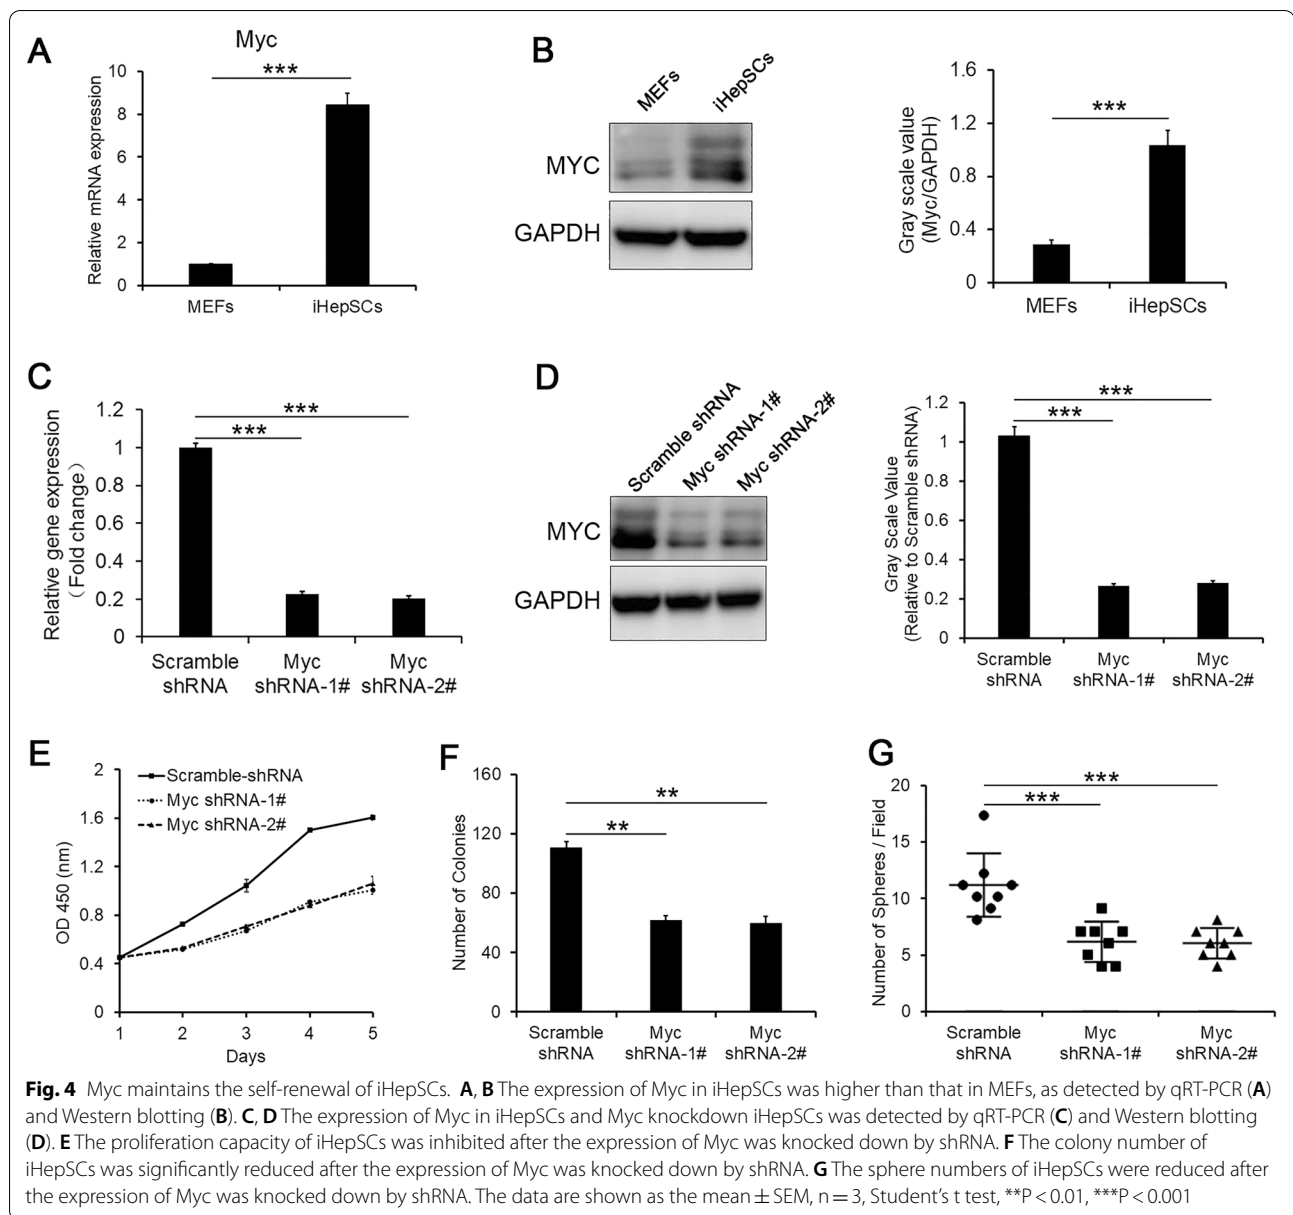 A
Myc
Relative mRNA expression
10
8
6
4
2
0
***
MEFs
iHepSCs
B
MEFs
iHepSCs
MYC
GAPDH
Gray scale value
(Myc/GAPDH)
1.6
1.2
0.8
0.4
0
***
MEFs
iHepSCs
C
Relative gene expression
(Fold change)
1.2
1
0.8
0.6
0.4
0.2
0
***
***
Scramble
shRNA
Myc
shRNA-1#
Myc
shRNA-2#
D
Scramble shRNA
Myc shRNA-1#
Myc shRNA-2#
MYC
GAPDH
Gray Scale Value
(Relative to Scramble shRNA)
1.2
1
0.8
0.6
0.4
0.2
0
***
***
Scramble
shRNA
Myc
shRNA-1#
Myc
shRNA-2#
E
OD 450 (nm)
2
1.6
1.2
0.8
0.4
0
Scramble-shRNA
Myc shRNA-1#
Myc shRNA-2#
1 2 3 4 5
Days
F
Number of Colonies
160
120
80
40
0
**
**
Scramble
shRNA
Myc
shRNA-1#
Myc
shRNA-2#
G
Number of Spheres / Field
20
15
10
5
0
***
***
Scramble
shRNA
Myc
shRNA-1#
Myc
shRNA-2#
Fig. 4 Myc maintains the self-renewal of iHepSCs. A, B The expression of Myc in iHepSCs was higher than that in MEFs, as detected by qRT-PCR (A)
and Western blotting (B). C, D The expression of Myc in iHepSCs and Myc knockdown iHepSCs was detected by qRT-PCR (C) and Western blotting
(D). E The proliferation capacity of iHepSCs was inhibited after the expression of Myc was knocked down by shRNA. F The colony number of
iHepSCs was significantly reduced after the expression of Myc was knocked down by shRNA. G The sphere numbers of iHepSCs were reduced after
the expression of Myc was knocked down by shRNA. The data are shown as the mean ± SEM, n = 3, Student's t test, **P < 0.01, ***P < 0.001